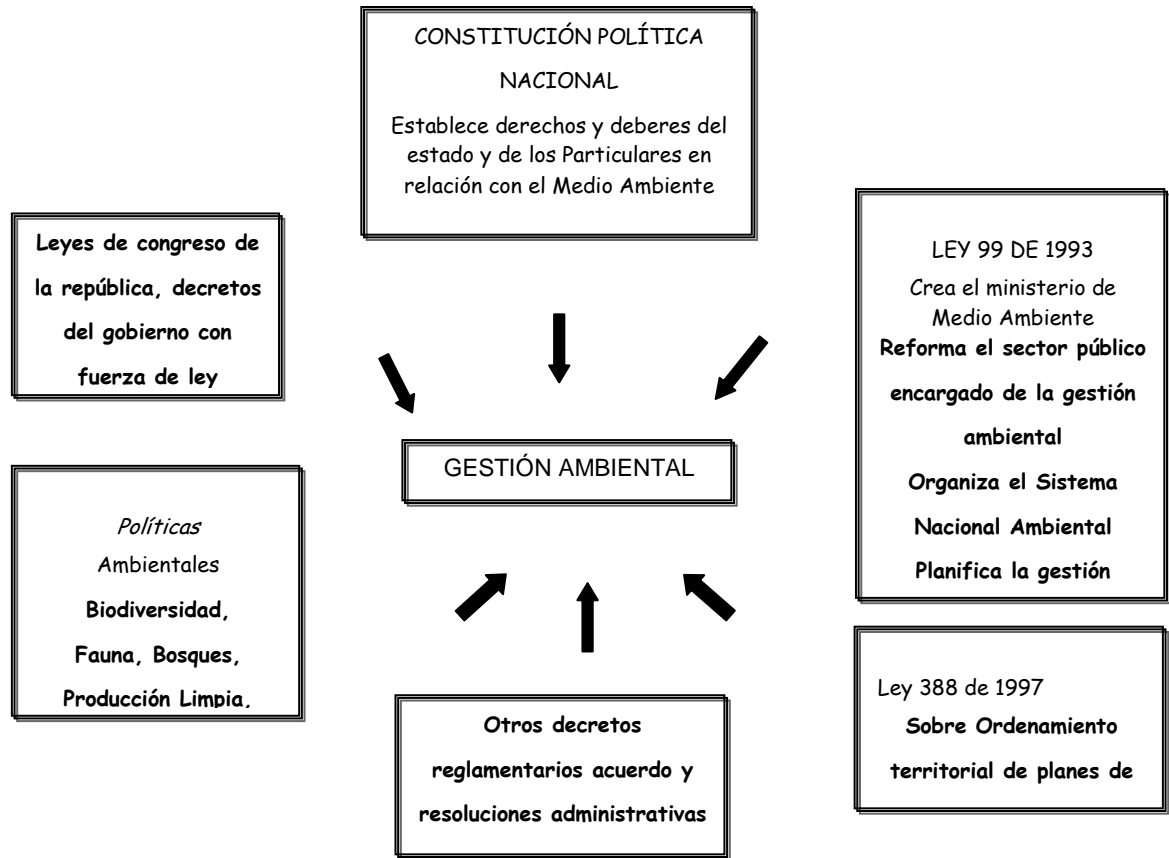 CONSTITUCIÓN POLÍTICA
NACIONAL
Establece derechos y deberes del
estado y de los Particulares en
relación con el Medio Ambiente
Leyes de congreso de
la república, decretos
del gobierno con
fuerza de ley
LEY 99 DE 1993
Crea el ministerio de
Medio Ambiente
Reforma el sector público
encargado de la gestión
ambiental
Organiza el Sistema
Nacional Ambiental
Planifica la gestión
GESTIÓN AMBIENTAL
Políticas
Ambientales
Biodiversidad,
Fauna, Bosques,
Producción Limpia,
Otros decretos
reglamentarios acuerdo y
resoluciones administrativas
Ley 388 de 1997
Sobre Ordenamiento
territorial de planes de